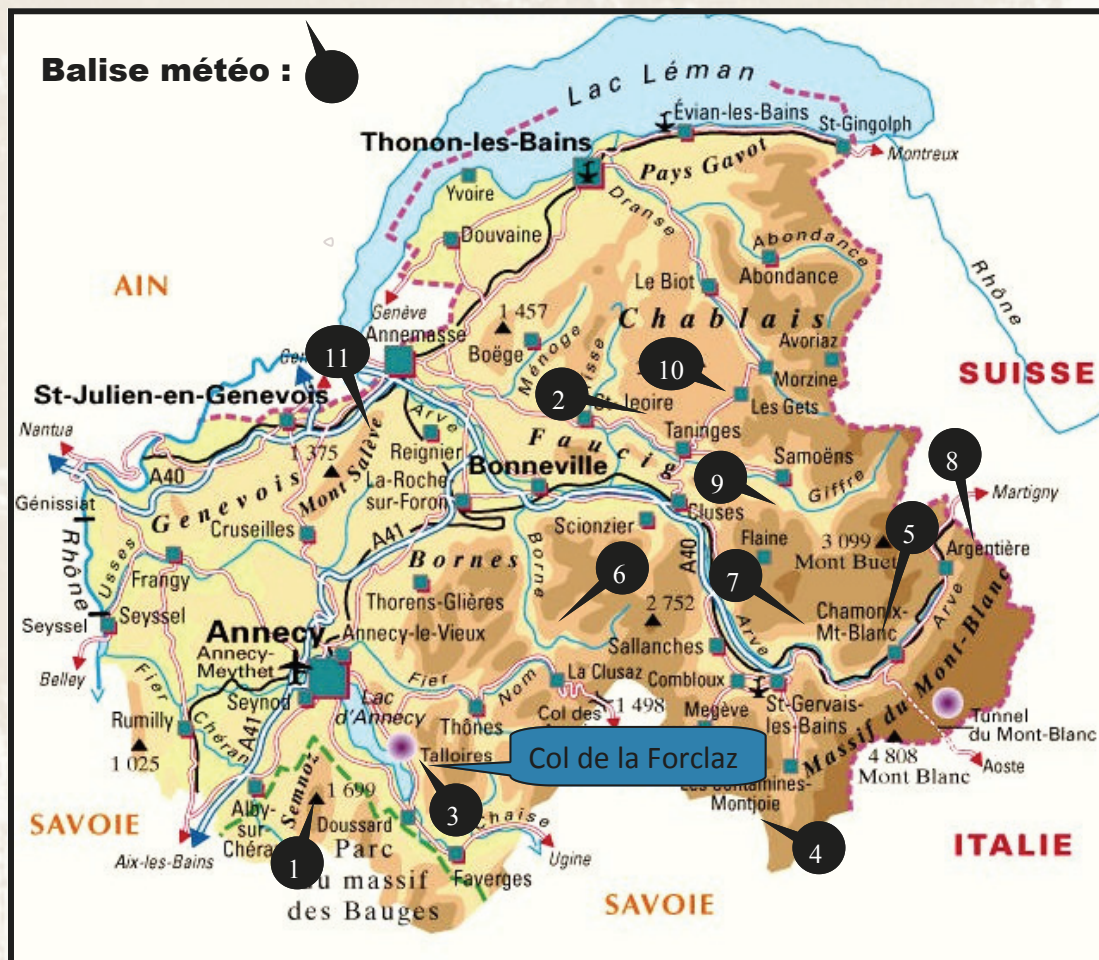 Balise météo :
Lac Léman
Évian-les-Bains
St-Gingolph
Thonon-les-Bains
Montreux
Pays Gavot
Yvoire
Dranse
Douvaine
Abondance
Abondance
Rhône
AIN
Le Biot
Genève
1 457
Chablais
Annemasse
Boëge
Ménoge
Avoriaz
11
10
Morzine
SUISSE
St-Julien-en-Genevois
2
St-Jeoire
Les Gets
Nantua
Arve
Faucig
Taninges
Reignier
A40
1 375
Mont Salève
Bonneville
Samoëns
8
La-Roche-
sur-Foron
9
Giffre
Martigny
Génissiat
Genevois
Cluses
Cruseilles
A41
Scionzier
5
Rhône
Usses
Borne
A40
Flaine
3 099
Mont Buet
Argentière
Frangy
Bornes
6
7
Thorens-Glières
2 752
Chamonix-
Mt-Blanc
Arve
Seyssel
Seyssel
Annecy
Annecy-le-Vieux
Sallanches
Arve
Annecy-
Meythet
Belley
Fier
La Clusaz
Combloux
Fier
Nom
1 498
Massif du Mont-Blanc
Seynod
Lac
d'Annecy
Col des
Megève
St-Gervais-
les-Bains
Rumilly
Chéran
A41
Thônes
Tunnel
du Mont-Blanc
Talloires
Col de la Forclaz
4 808
Mont Blanc
1 025
Aoste
Semnoz
1 699
Les Contamines-
Montjoie
Alby-
sur-
Chéran
Doussard
3
Chaise
SAVOIE
4
ITALIE
Aix-les-Bains
1
Parc
du massif
des Bauges
Ugine
Faverges
SAVOIE